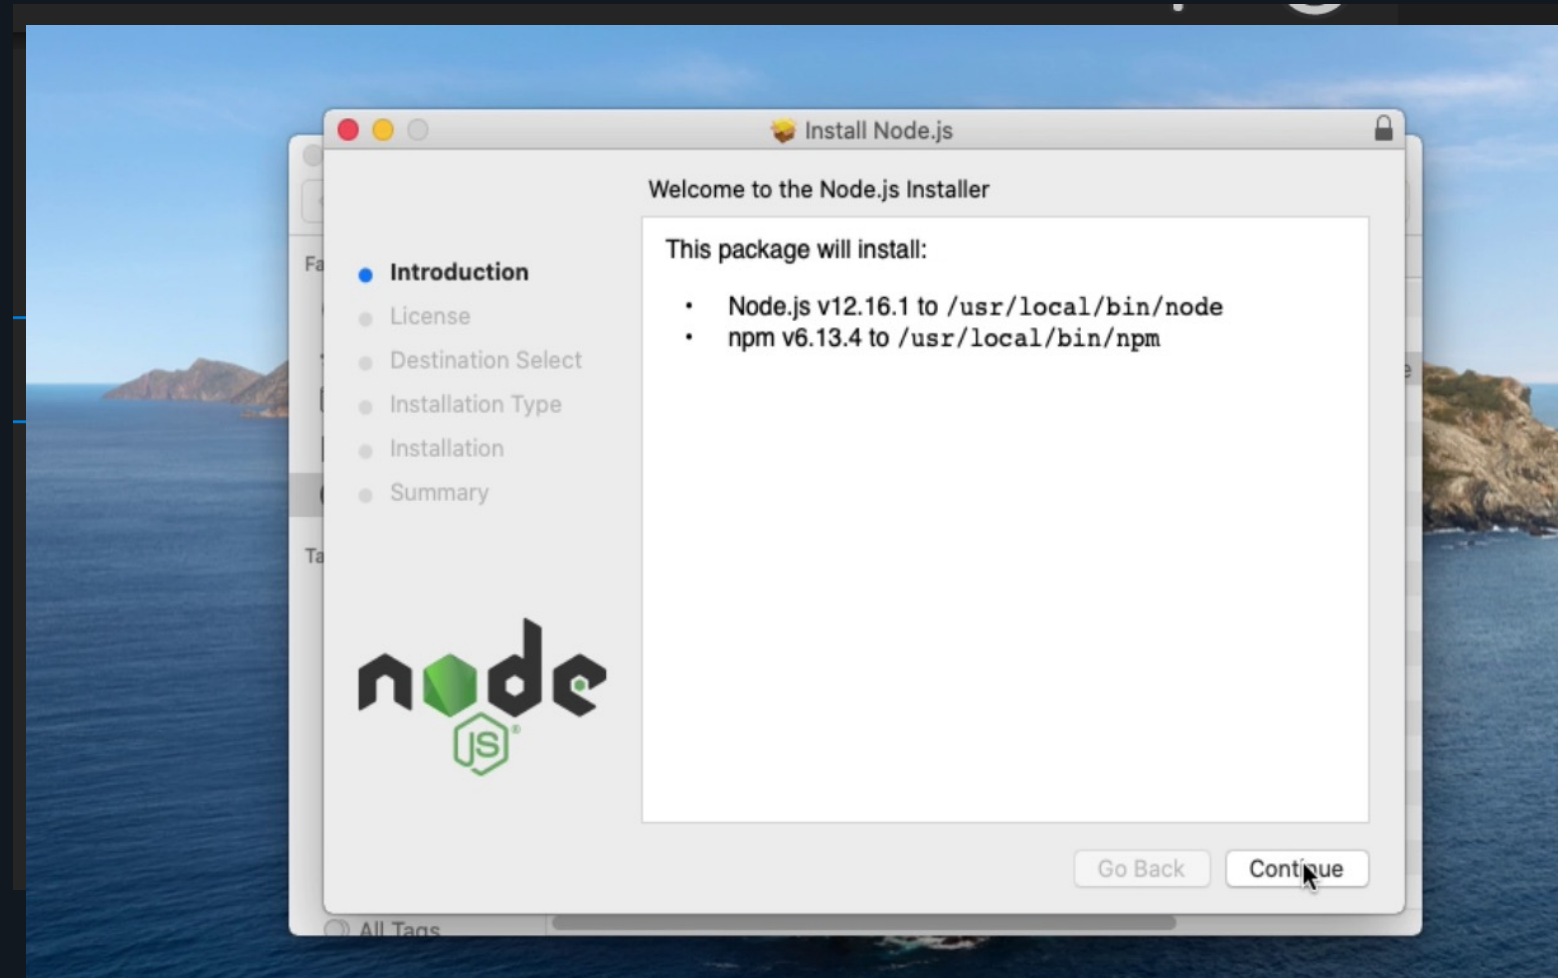 Install Node.js
Welcome to the Node.js Installer
Fa
Introduction
License
Destination Select
Installation Type
Installation
Summary
Ta
This package will install:
• Node.js v12.16.1 to /usr/local/bin/node
• npm v6.13.4 to /usr/local/bin/npm
e
node
JS®
Go Back
Continue
All Tags